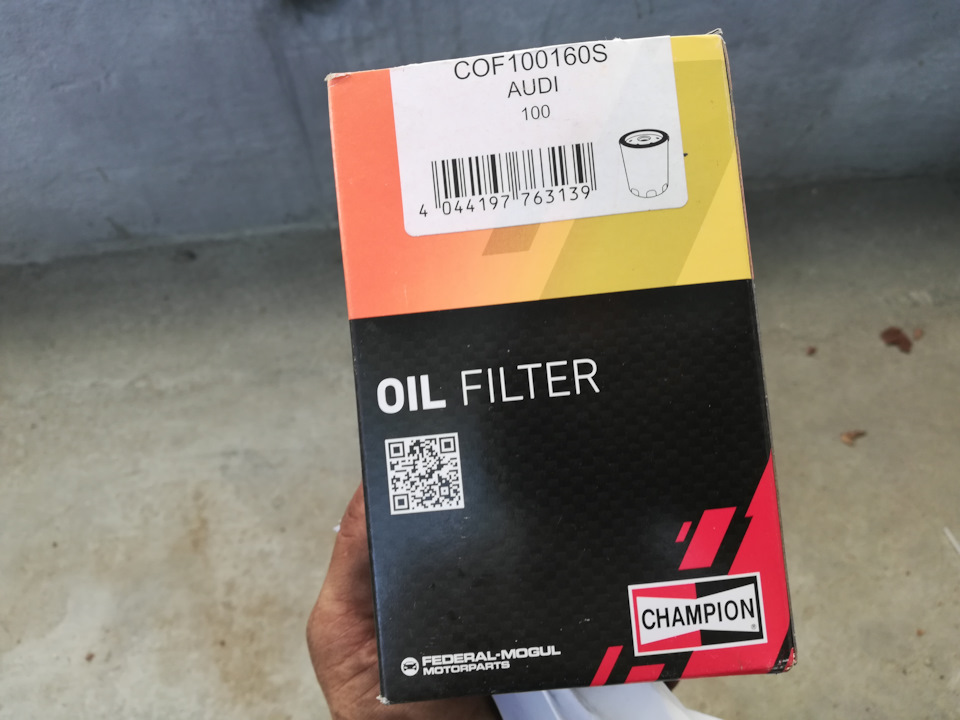 COF100160S
AUDI
100
4 044197 763139
OIL FILTER
CHAMPION
FEDERAL-MOGUL
MOTORPARTS